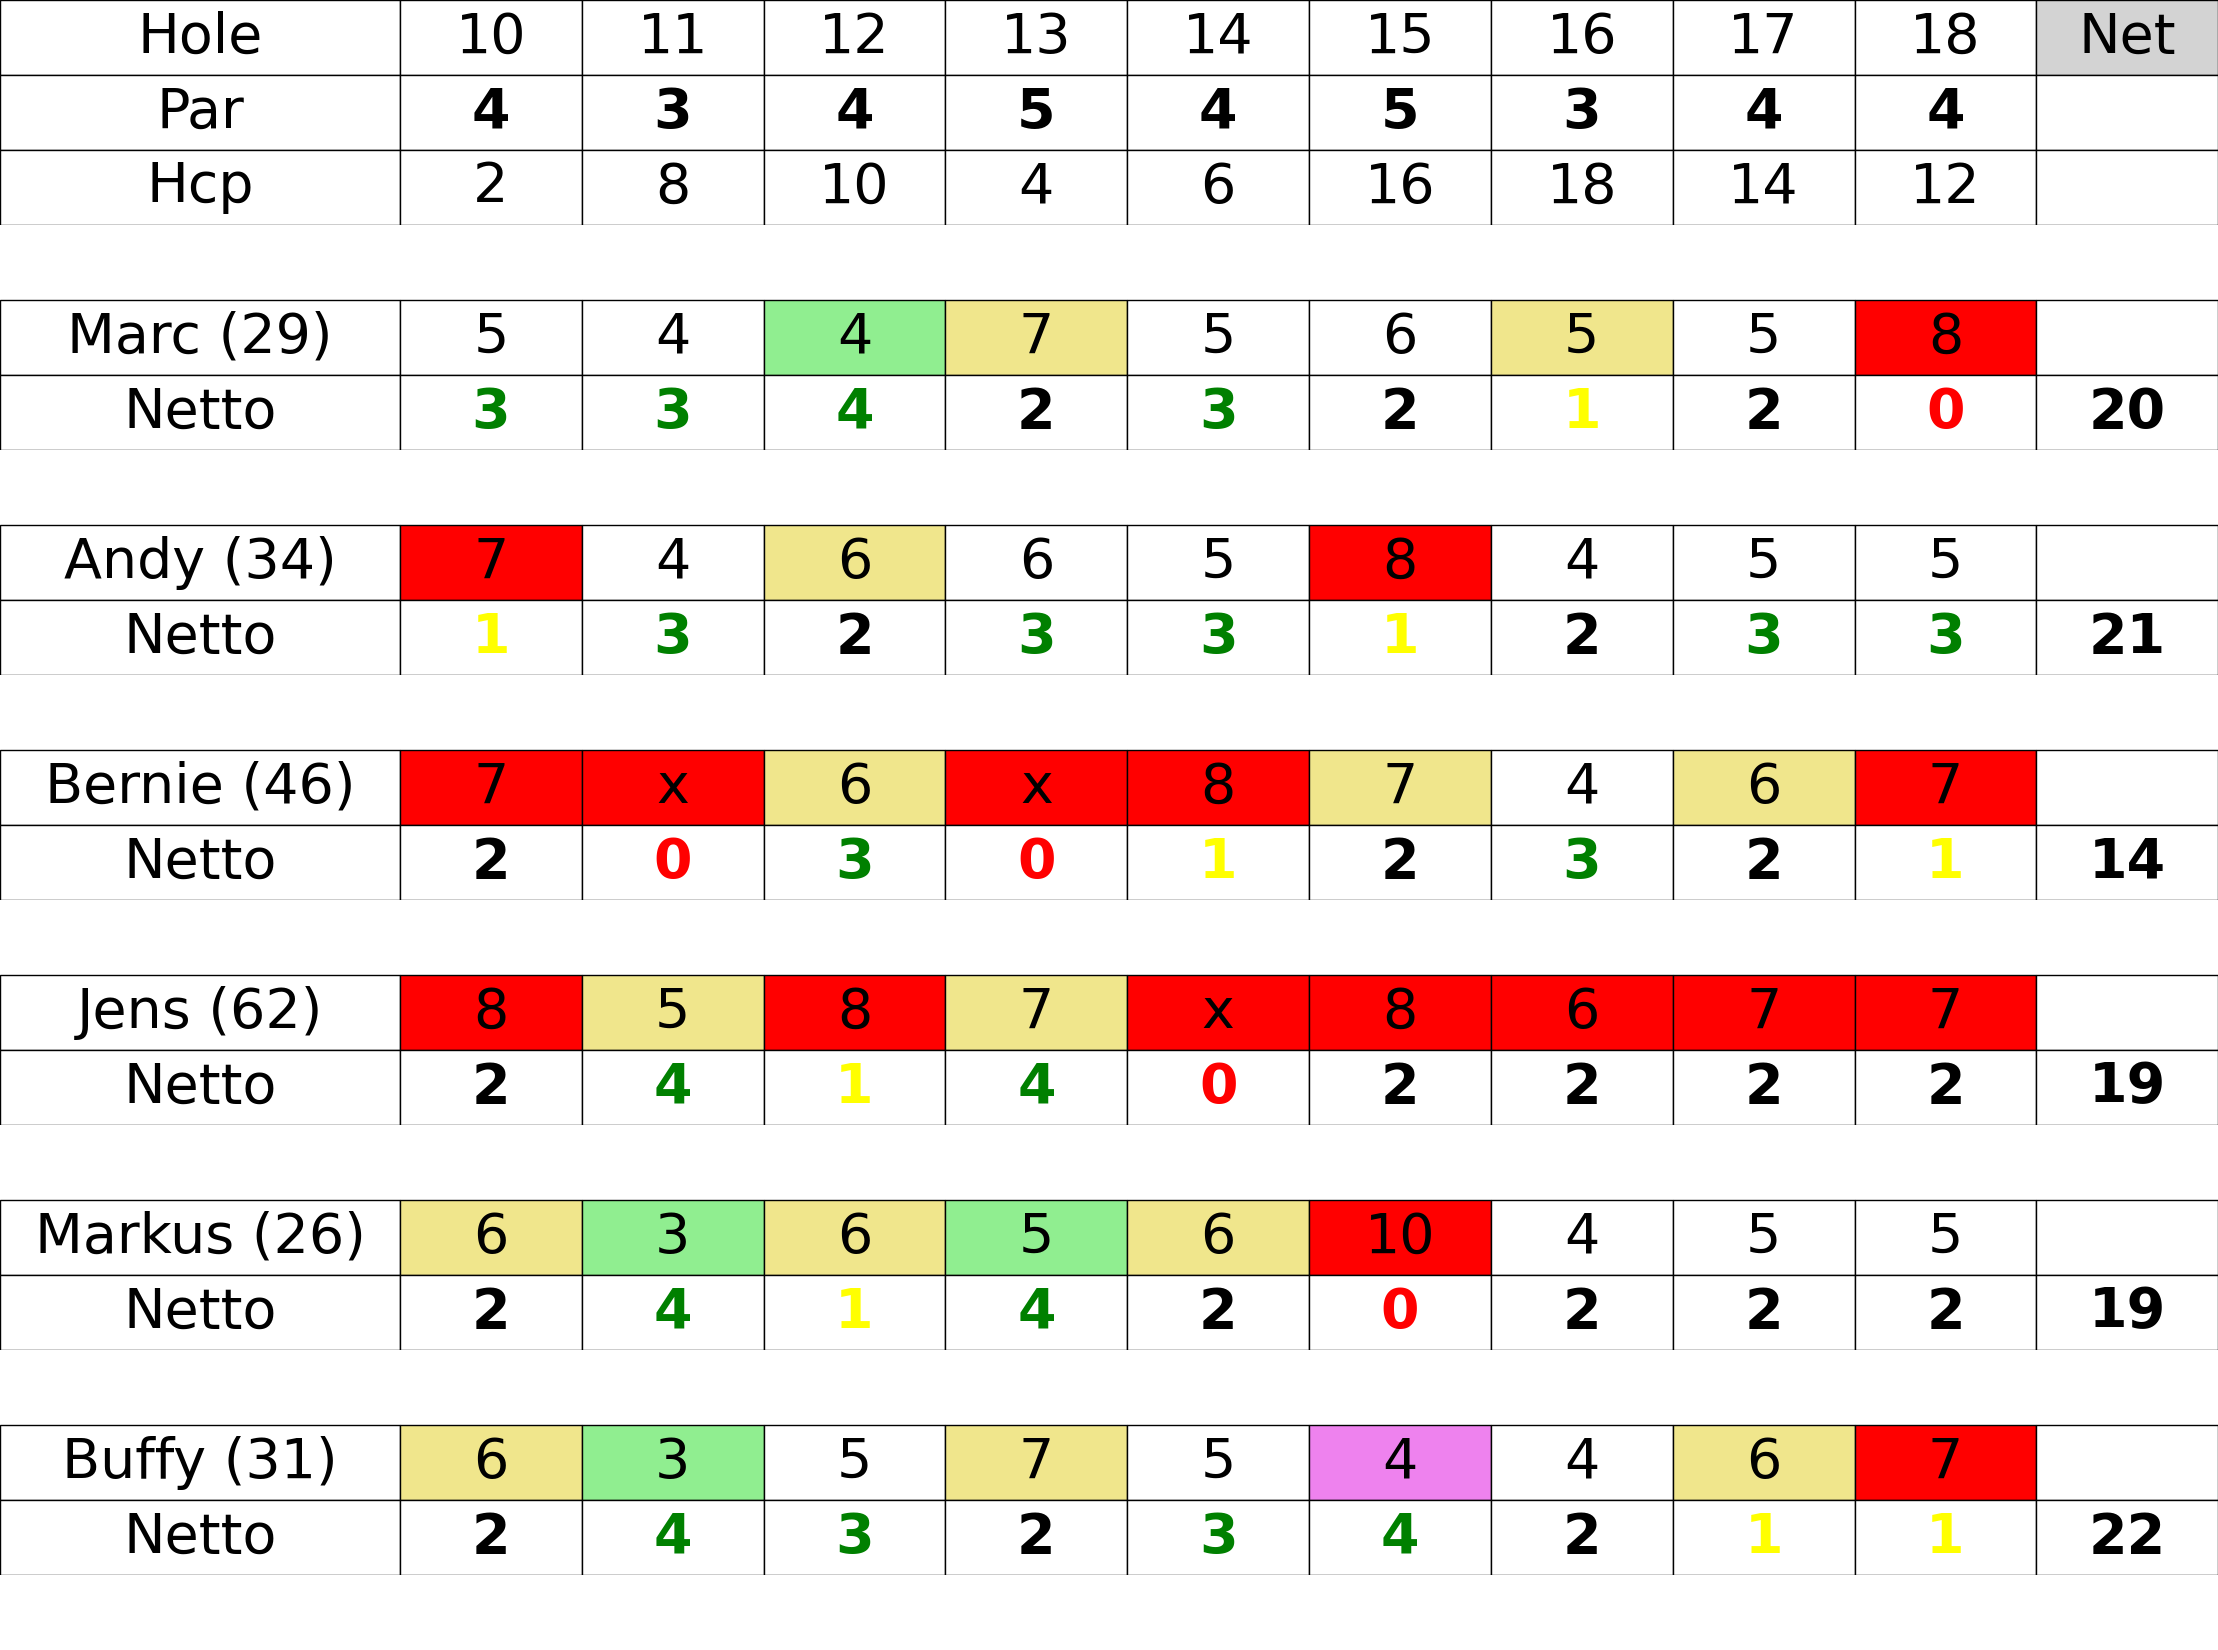 Hole 10 11 12 13 14 15 16 17 18 Net
Par 4 3 4 5 4 5 3 4 4
Hcp 2 8 10 4 6 16 18 14 12
Marc (29) 5 4 4 7 5 6 5 5 8
Netto 3 3 4 2 3 2 1 2 0 20
Andy (34) 7 4 6 6 5 8 4 5 5
Netto 1 3 2 3 3 1 2 3 3 21
Bernie (46) 7 x 6 x 8 7 4 6 7
Netto 2 0 3 0 1 2 3 2 1 14
Jens (62) 8 5 8 7 x 8 6 7 7
Netto 2 4 1 4 0 2 2 2 2 19
Markus (26) 6 3 6 5 6 10 4 5 5
Netto 2 4 1 4 2 0 2 2 2 19
Buffy (31) 6 3 5 7 5 4 4 6 7
Netto 2 4 3 2 3 4 2 1 1 22